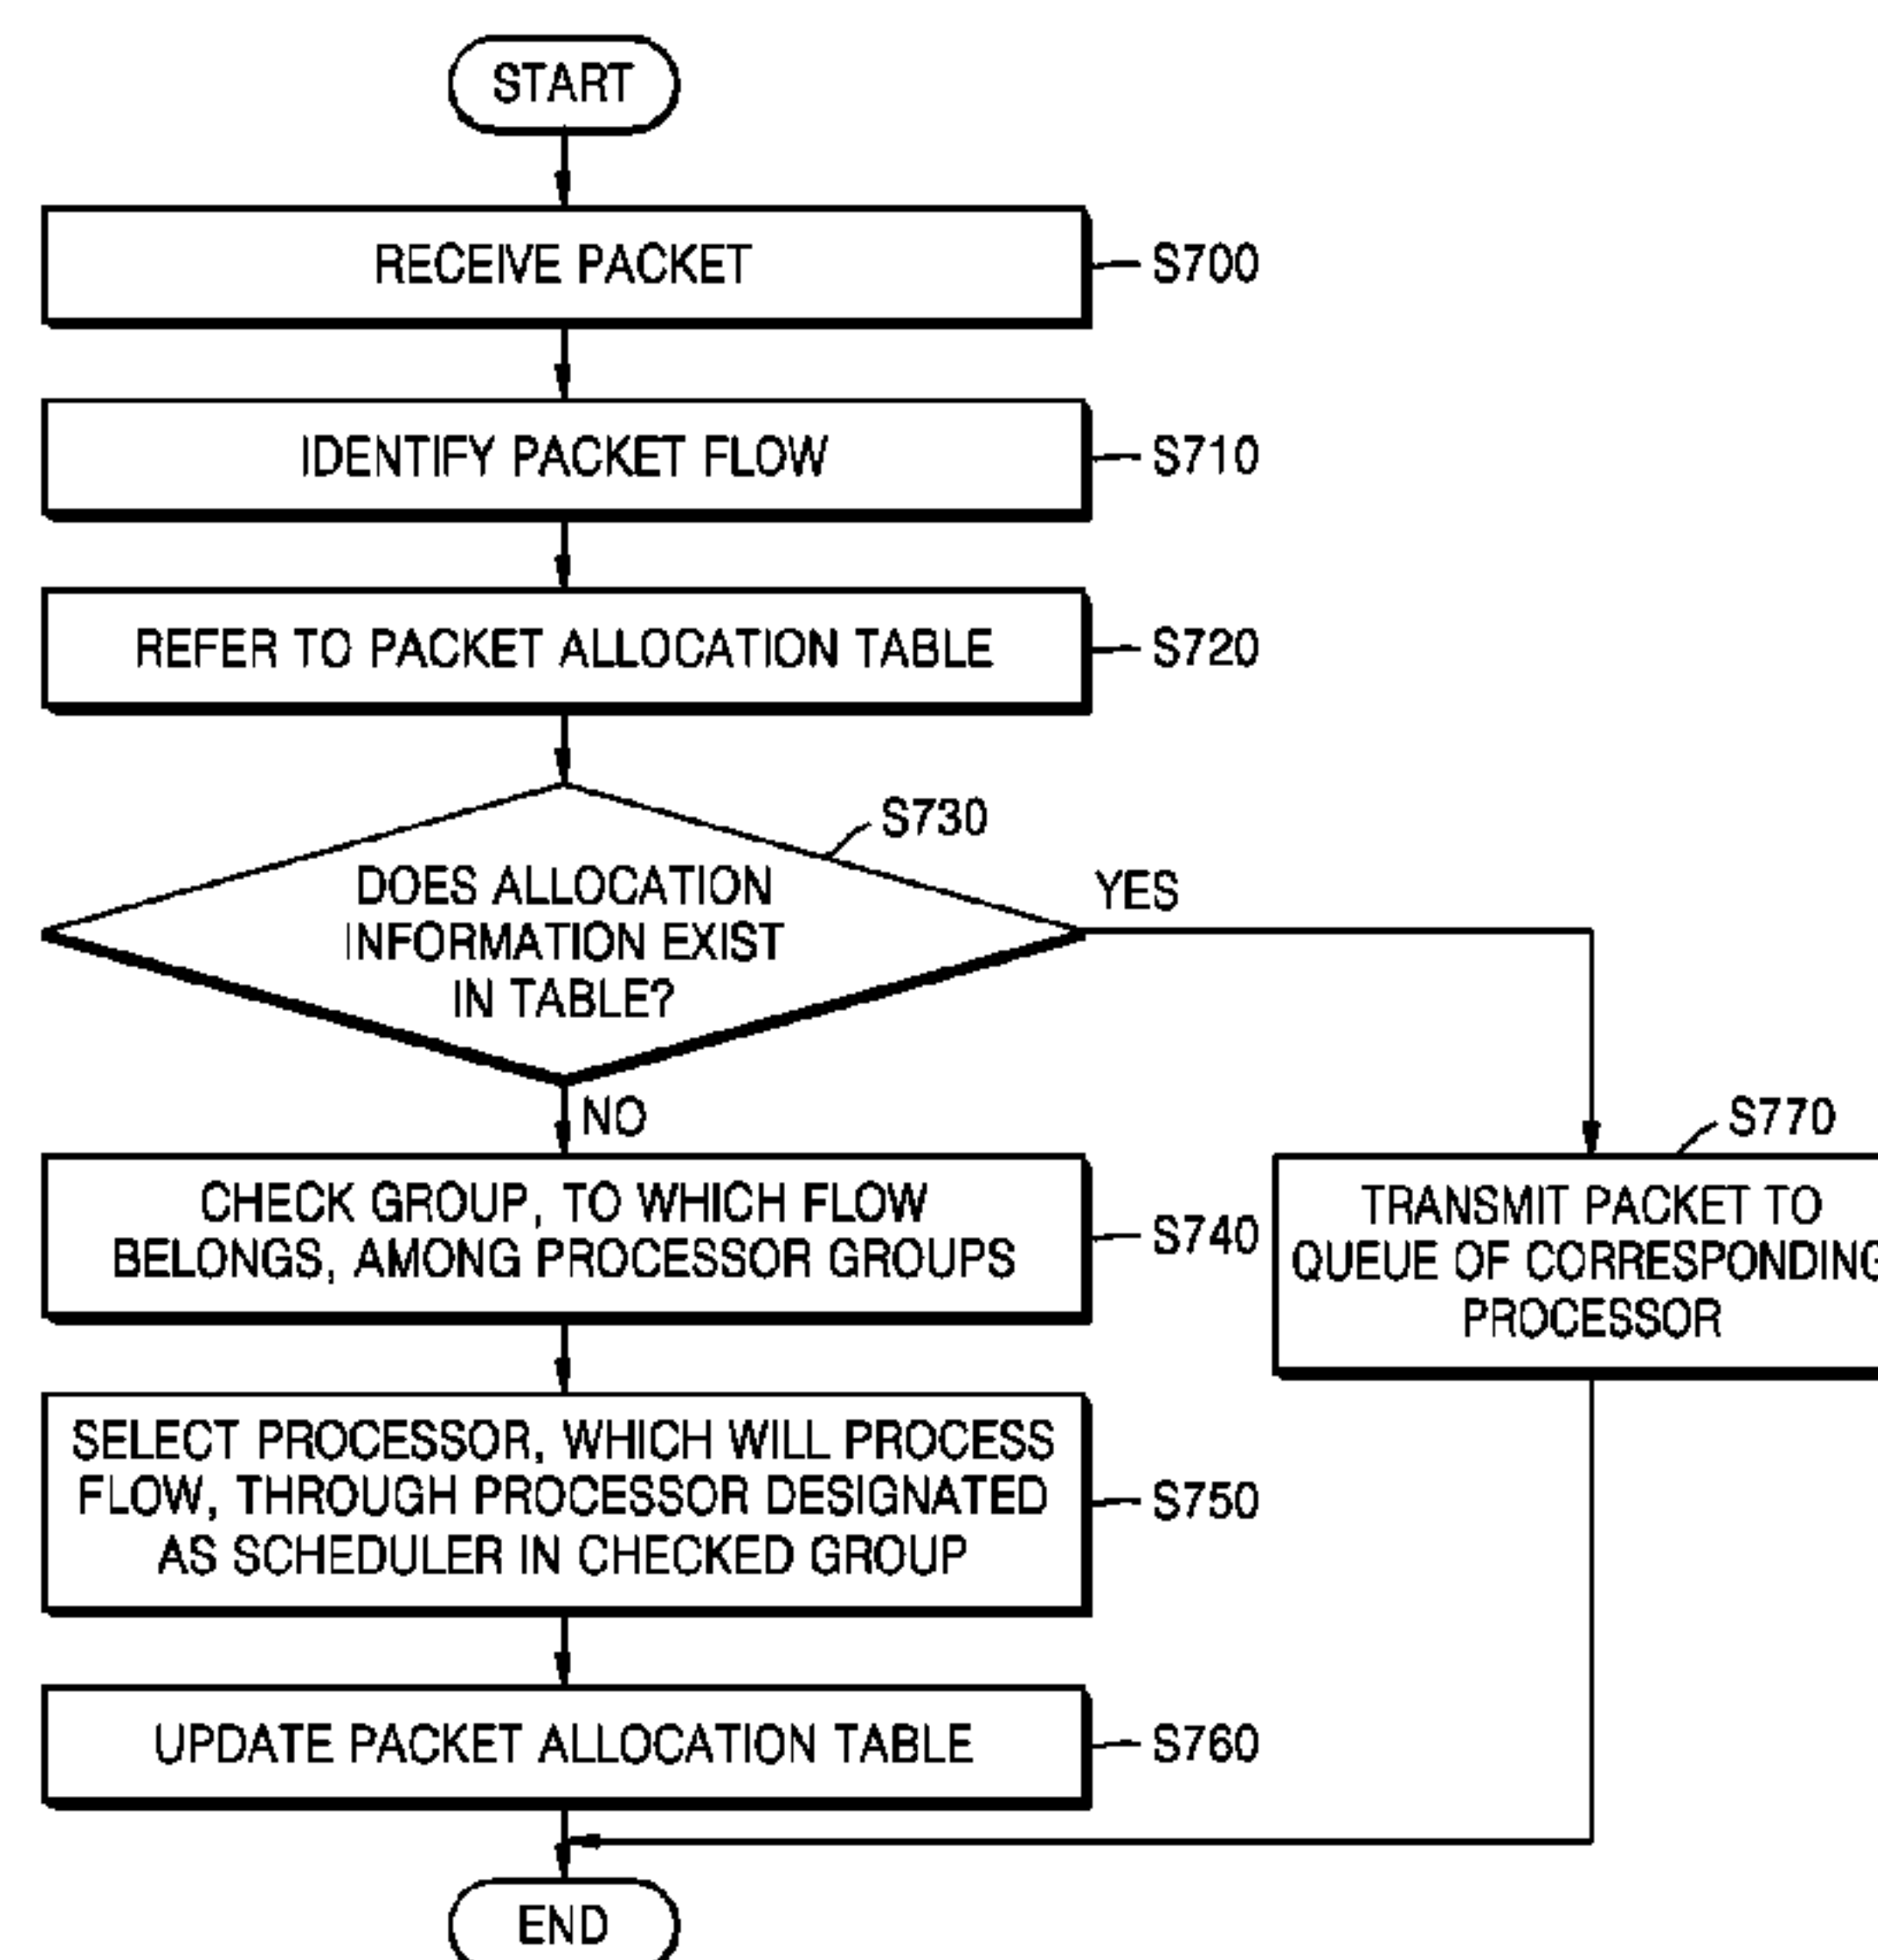 START
RECEIVE PACKET
S700
IDENTIFY PACKET FLOW
S710
REFER TO PACKET ALLOCATION TABLE
S720
S730
DOES ALLOCATION
INFORMATION EXIST
IN TABLE?
YES
NO
CHECK GROUP, TO WHICH FLOW
BELONGS, AMONG PROCESSOR GROUPS
S740
S770
TRANSMIT PACKET TO
QUEUE OF CORRESPONDING
PROCESSOR
SELECT PROCESSOR, WHICH WILL PROCESS
FLOW, THROUGH PROCESSOR DESIGNATED
AS SCHEDULER IN CHECKED GROUP
S750
UPDATE PACKET ALLOCATION TABLE
S760
END